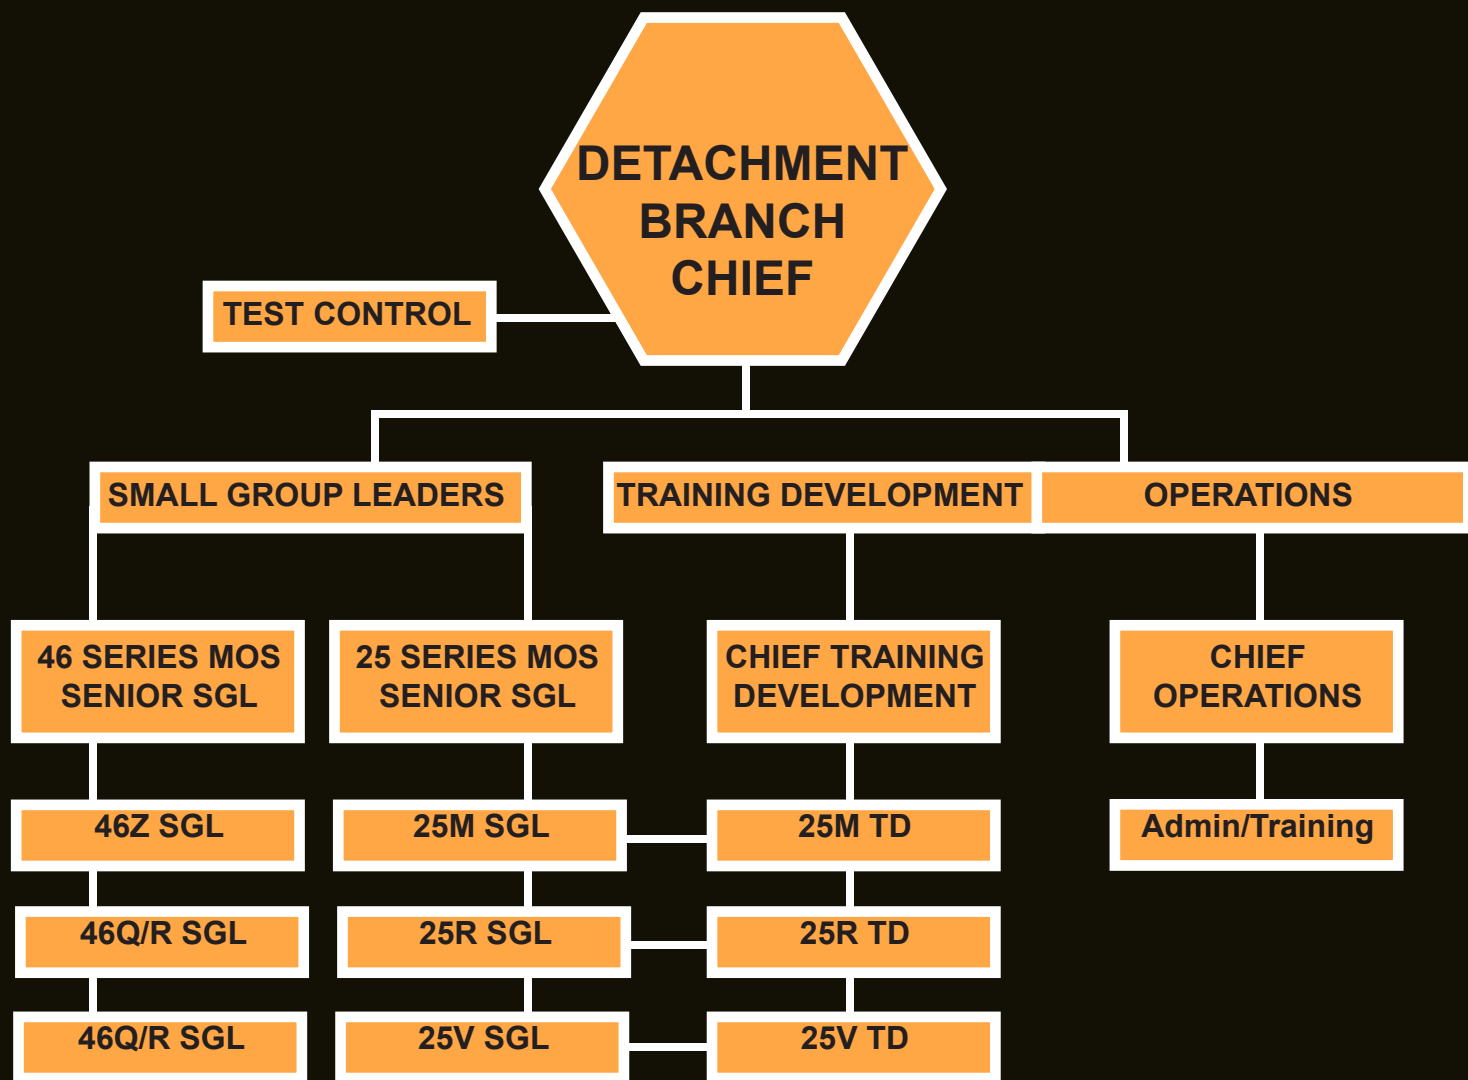 DETACHMENT
BRANCH
CHIEF
TEST CONTROL
SMALL GROUP LEADERS
TRAINING DEVELOPMENT
OPERATIONS
46 SERIES MOS
SENIOR SGL
25 SERIES MOS
SENIOR SGL
CHIEF TRAINING
DEVELOPMENT
CHIEF
OPERATIONS
46Z SGL
25M SGL
25M TD
Admin/Training
46Q/R SGL
25R SGL
25R TD
46Q/R SGL
25V SGL
25V TD